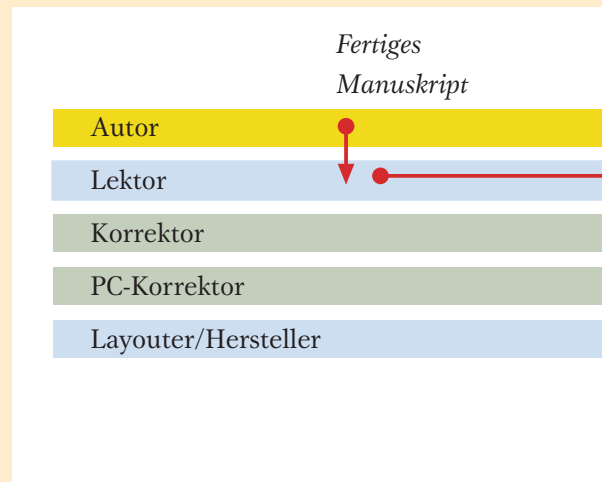 Fertiges
Manuskript
Autor
Lektor
Korrektor
PC-Korrektor
Layouter/Hersteller